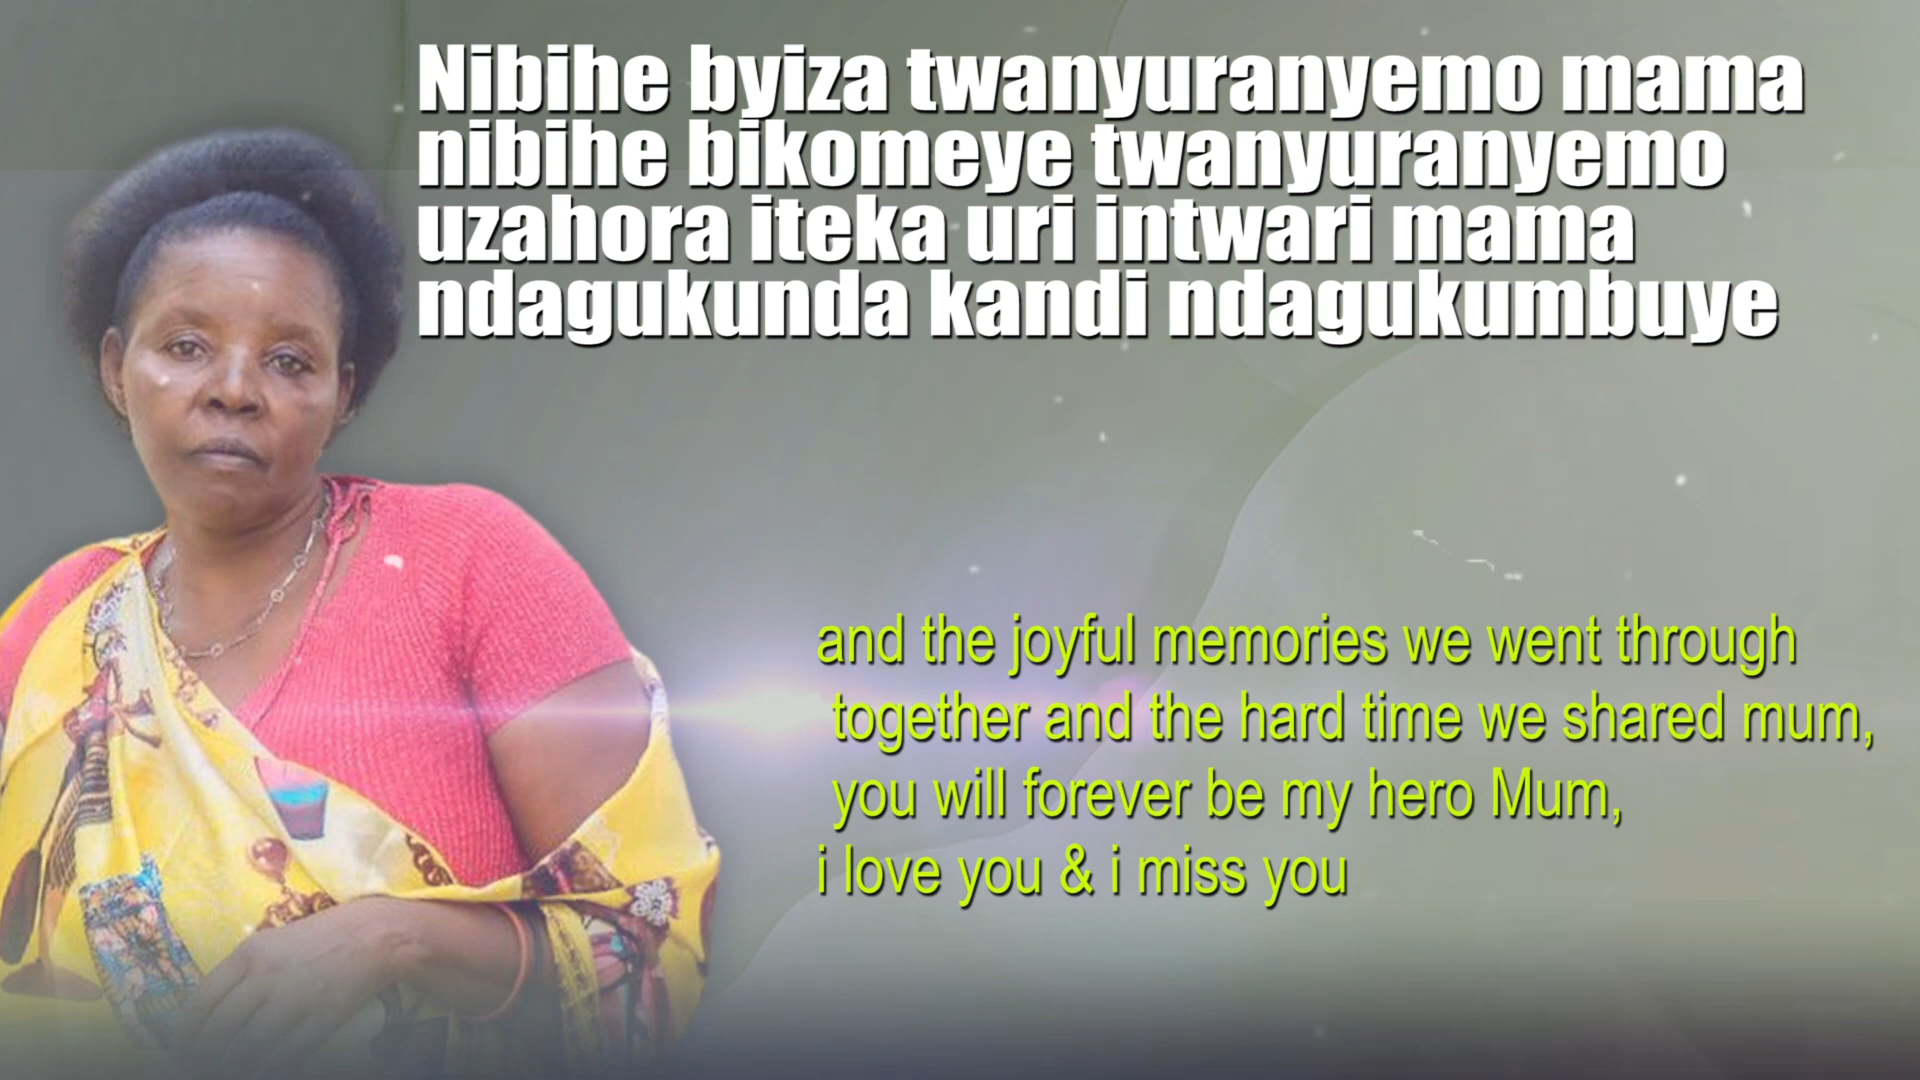 Nibihe byiza twanyuranyemo mama
nibihe bikomeye twanyuranyemo
uzahora iteka uri intwari mama
ndagukunda kandi ndagukumbuye
and the joyful memories we went through
together and the hard time we shared mum,
you will forever be my hero Mum,
i love you & i miss you